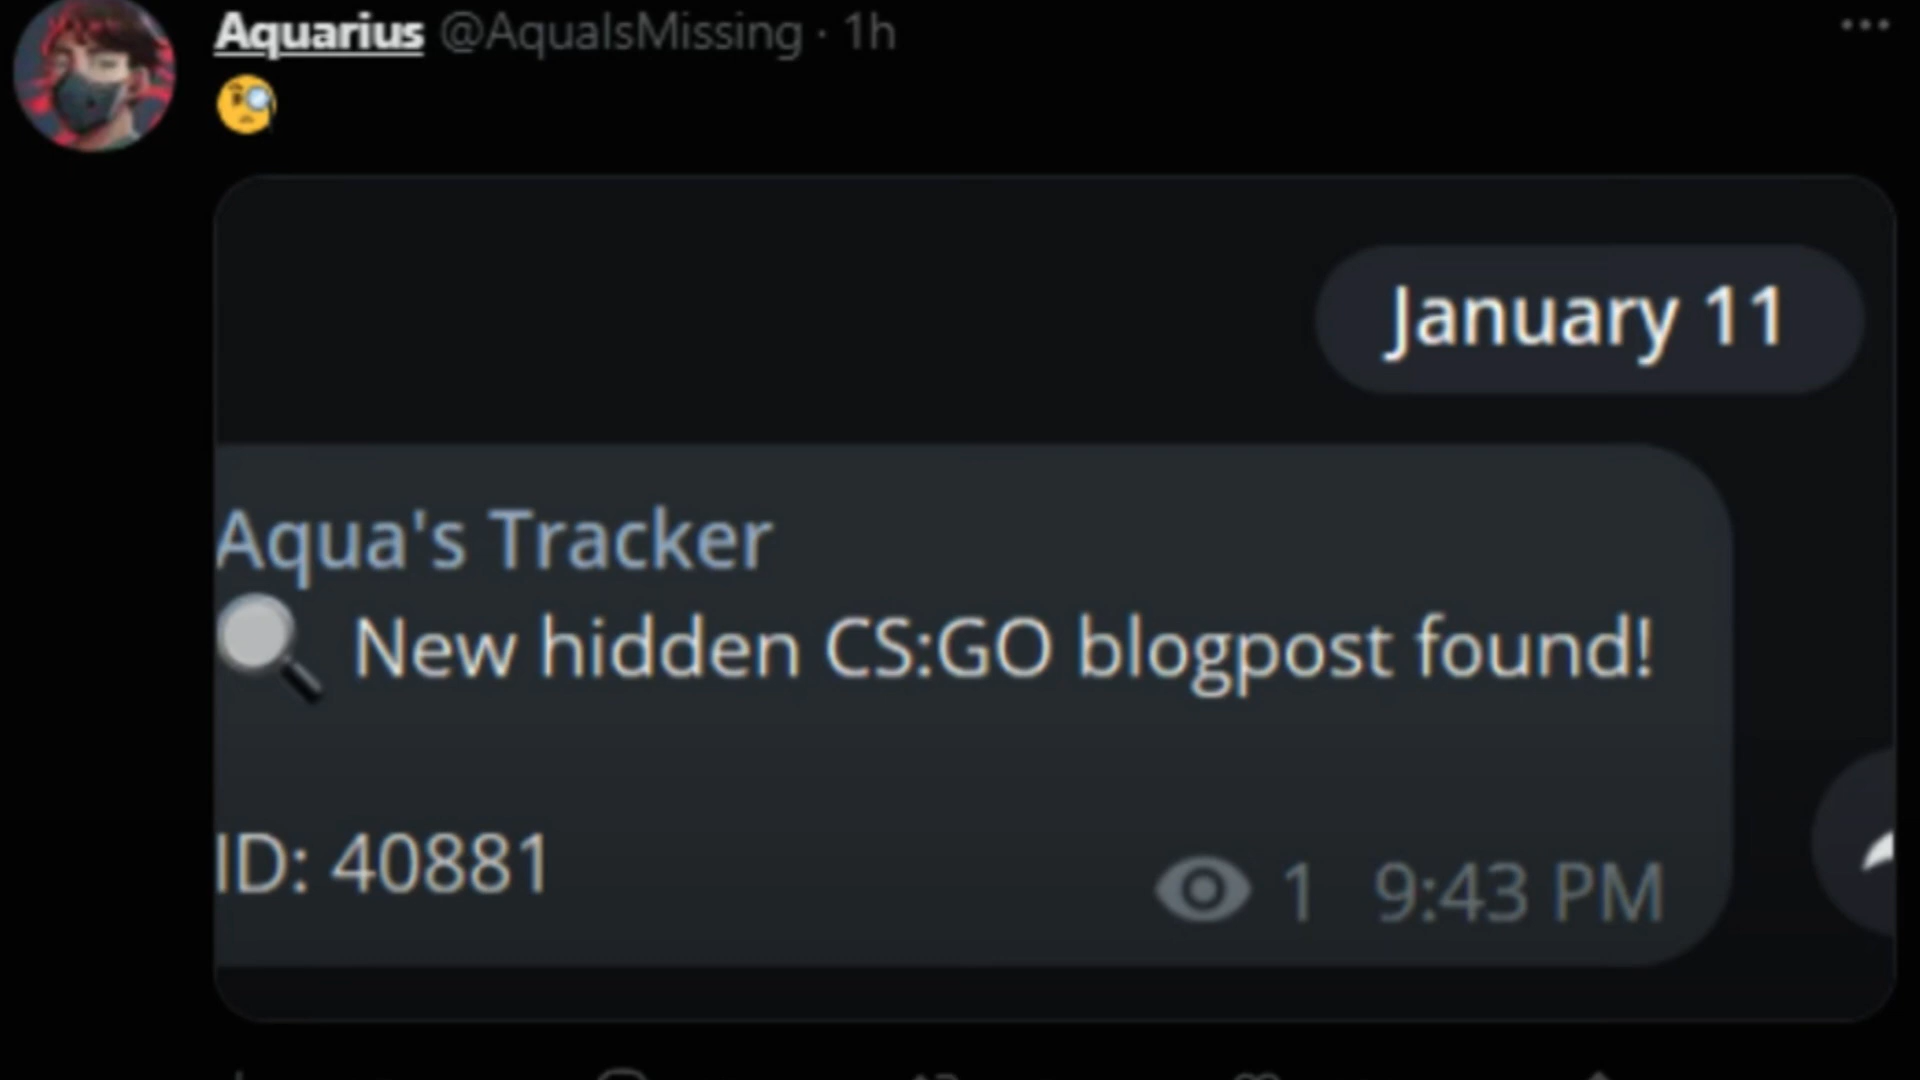 Aquarius @AquaIsMissing · 1h
🧐
January 11
Aqua's Tracker
🔍 New hidden CS:GO blogpost found!
ID: 40881
1 9:43 PM